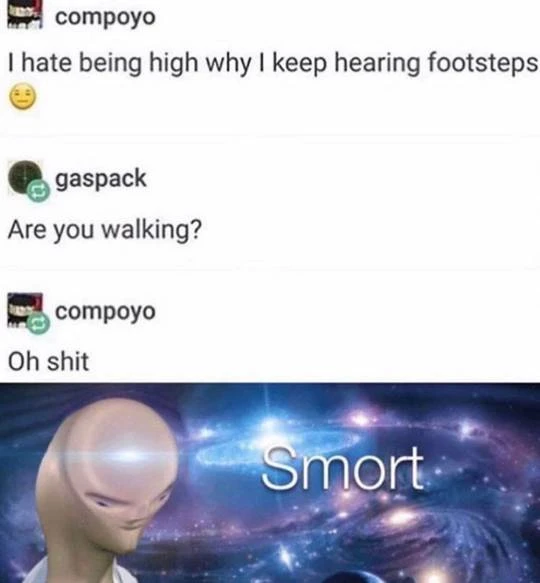 compoyo
I hate being high why I keep hearing footsteps
😑
gaspack
Are you walking?
compoyo
Oh shit
Smort